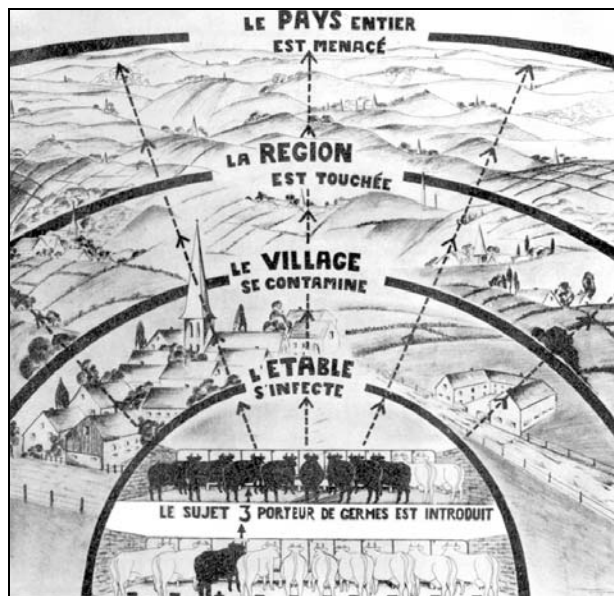 LE PAYS ENTIER
EST MENACÉ
LA REGION
EST TOUCHÉE
LE VILLAGE
SE CONTAMINE
L'ETABLE
S'INFECTE
LE SUJET 3 PORTEUR DE GERMES EST INTRODUIT